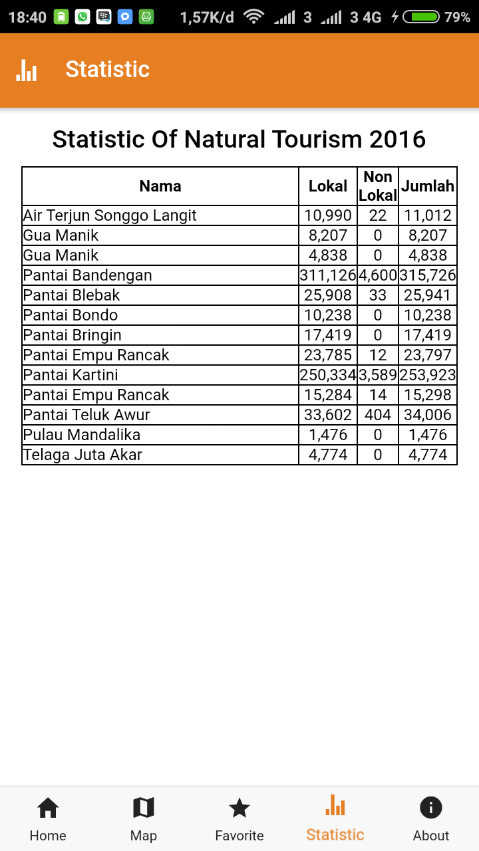 18:40 1,57K/d 3 3 4G 79%
Statistic
Statistic Of Natural Tourism 2016
Nama Lokal Non Lokal Jumlah
Air Terjun Songgo Langit 10,990 22 11,012
Gua Manik 8,207 0 8,207
Gua Manik 4,838 0 4,838
Pantai Bandengan 311,126 4,600 315,726
Pantai Blebak 25,908 33 25,941
Pantai Bondo 10,238 0 10,238
Pantai Bringin 17,419 0 17,419
Pantai Empu Rancak 23,785 12 23,797
Pantai Kartini 250,334 3,589 253,923
Pantai Empu Rancak 15,284 14 15,298
Pantai Teluk Awur 33,602 404 34,006
Pulau Mandalika 1,476 0 1,476
Telaga Juta Akar 4,774 0 4,774
Home Map Favorite Statistic About